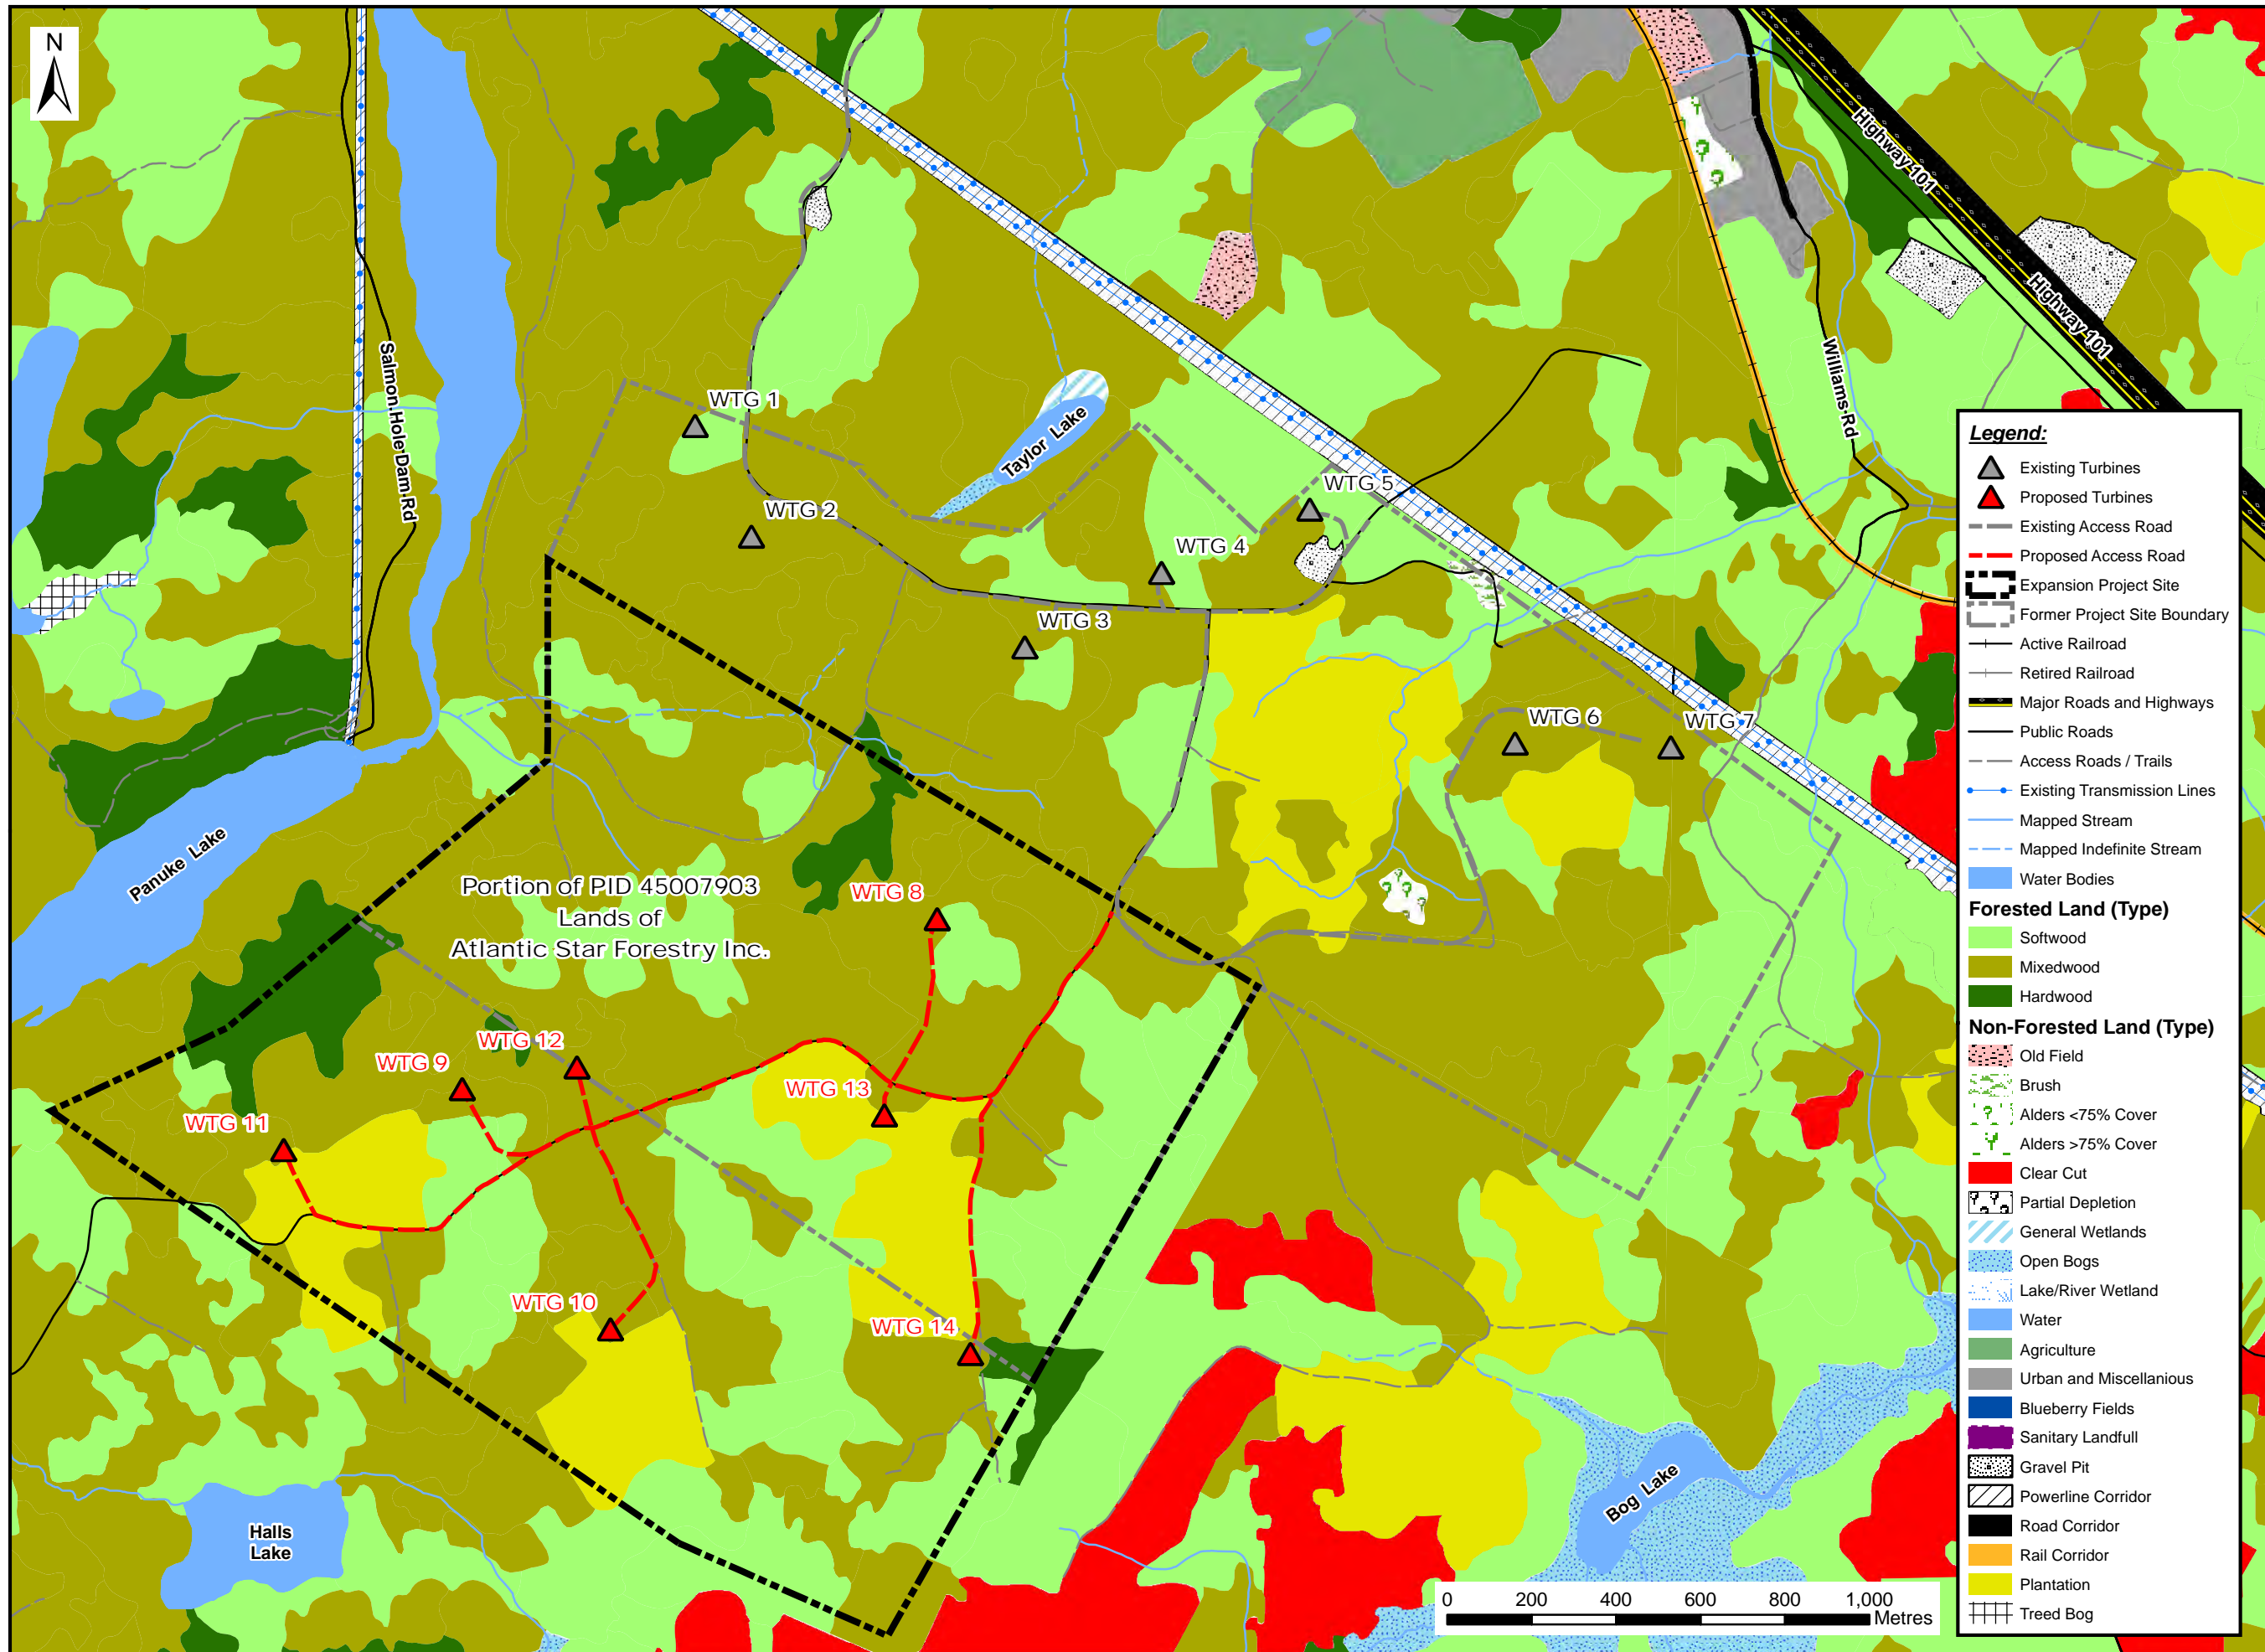 N
Highway 101
Highway 101
Salmon Hole Dam Rd
Williams Rd
WTG 1
Taylor Lake
WTG 2
WTG 5
WTG 4
WTG 3
WTG 6
WTG 7
Panuke Lake
Portion of PID 45007903
Lands of
Atlantic Star Forestry Inc.
WTG 8
WTG 12
WTG 9
WTG 13
WTG 11
WTG 10
WTG 14
Bog Lake
Halls
Lake
Legend:
Existing Turbines
Proposed Turbines
Existing Access Road
Proposed Access Road
Expansion Project Site
Former Project Site Boundary
Active Railroad
Retired Railroad
Major Roads and Highways
Public Roads
Access Roads / Trails
Existing Transmission Lines
Mapped Stream
Mapped Indefinite Stream
Water Bodies
Forested Land (Type)
Softwood
Mixedwood
Hardwood
Non-Forested Land (Type)
Old Field
Brush
Alders <75% Cover
Alders >75% Cover
Clear Cut
Partial Depletion
General Wetlands
Open Bogs
Lake/River Wetland
Water
Agriculture
Urban and Miscellanious
Blueberry Fields
Sanitary Landfull
Gravel Pit
Powerline Corridor
Road Corridor
Rail Corridor
Plantation
Treed Bog
0 200 400 600 800 1,000
Metres